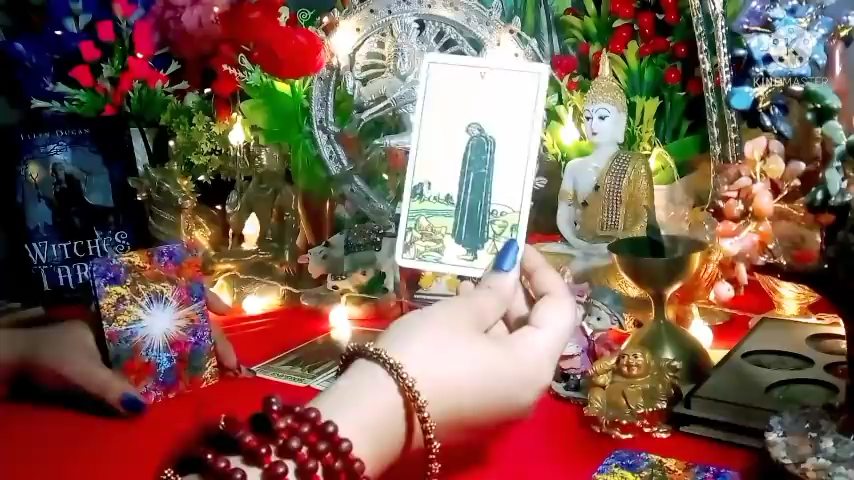 KINEMASTER
ELLEN DUGAN
WITCHES
TAR
V